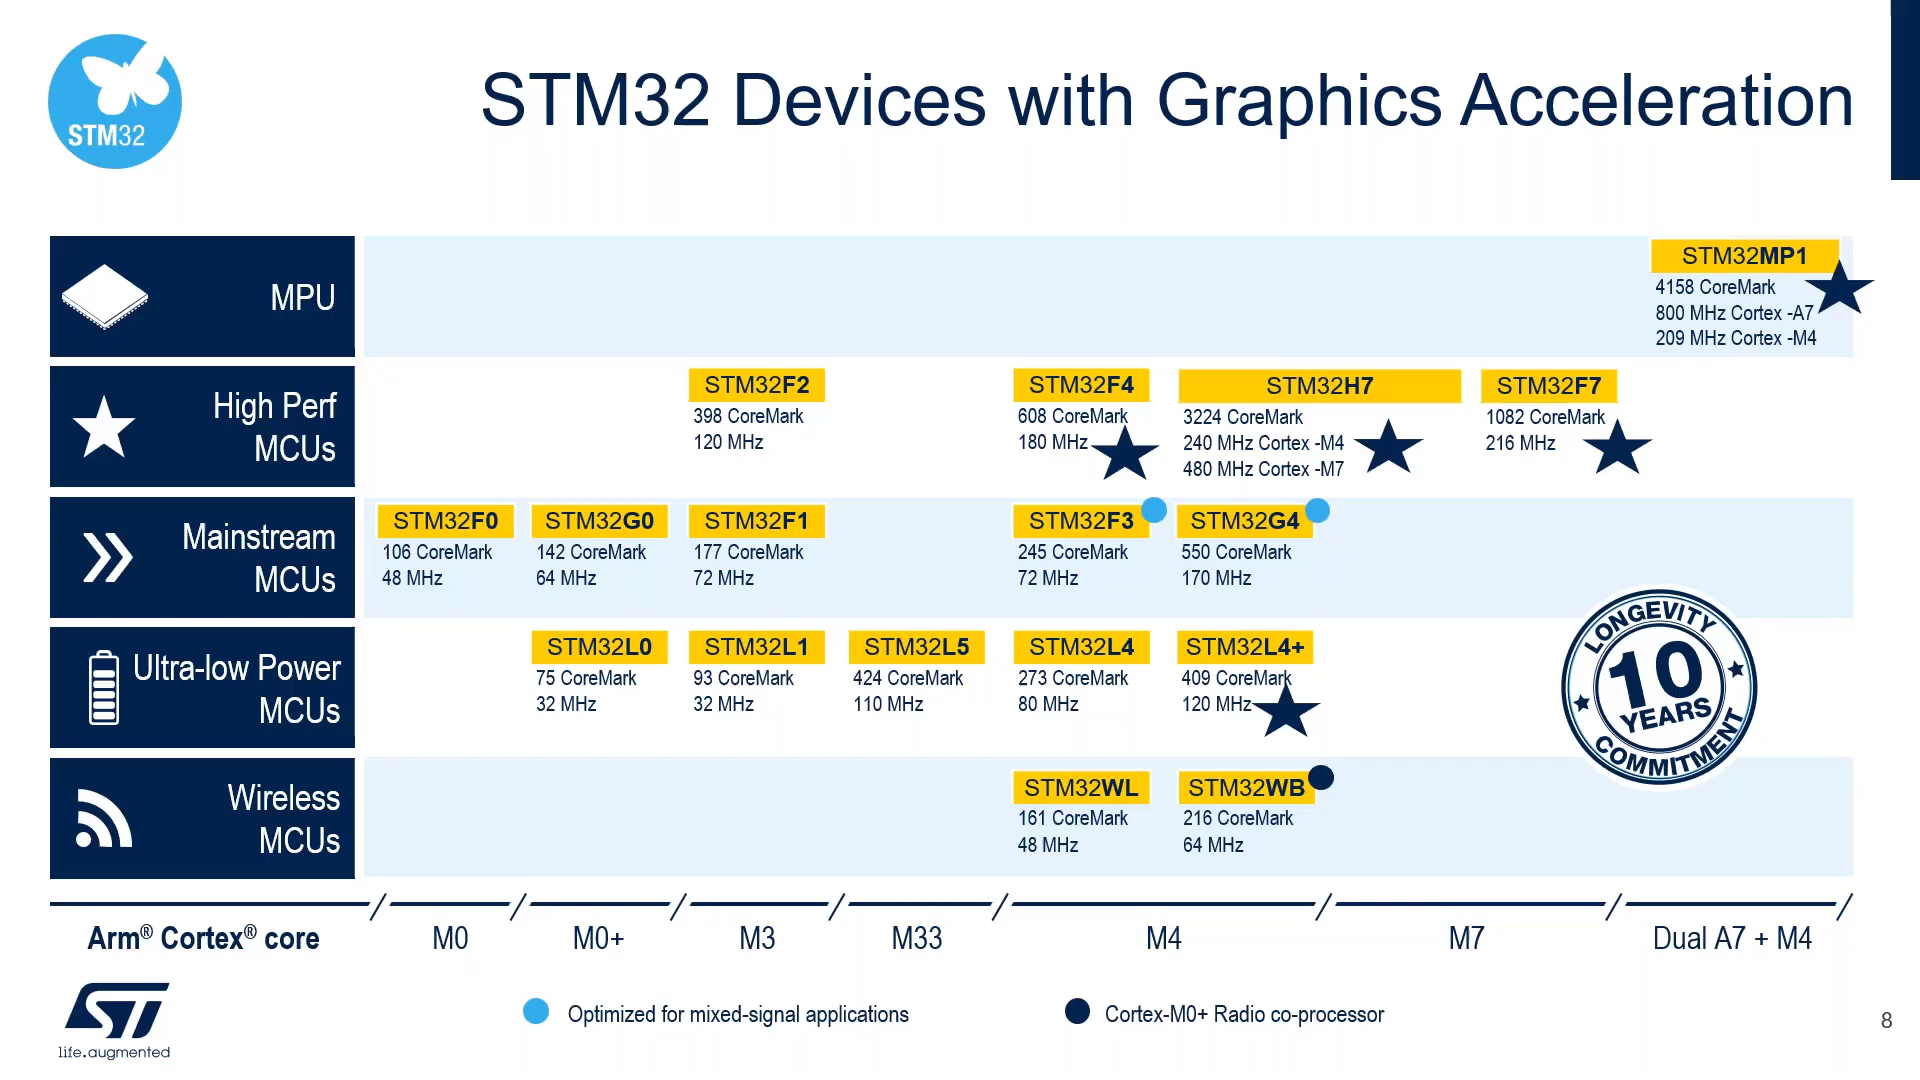 STM32
STM32 Devices with Graphics Acceleration
MPU
STM32MP1
4158 CoreMark
800 MHz Cortex -A7
209 MHz Cortex -M4
High Perf
MCUs
STM32F2
398 CoreMark
120 MHz
STM32F4
608 CoreMark
180 MHz
STM32H7
3224 CoreMark
240 MHz Cortex -M4
480 MHz Cortex -M7
STM32F7
1082 CoreMark
216 MHz
Mainstream
MCUs
STM32F0
106 CoreMark
48 MHz
STM32G0
142 CoreMark
64 MHz
STM32F1
177 CoreMark
72 MHz
STM32F3
245 CoreMark
72 MHz
STM32G4
550 CoreMark
170 MHz
Ultra-low Power
MCUs
STM32L0
75 CoreMark
32 MHz
STM32L1
93 CoreMark
32 MHz
STM32L5
424 CoreMark
110 MHz
STM32L4
273 CoreMark
80 MHz
STM32L4+
409 CoreMark
120 MHz
LONGEVITY
10
YEARS
COMMITMENT
Wireless
MCUs
STM32WL
161 CoreMark
48 MHz
STM32WB
216 CoreMark
64 MHz
Arm® Cortex® core
M0
M0+
M3
M33
M4
M7
Dual A7 + M4
ST
life.augmented
Optimized for mixed-signal applications
Cortex-M0+ Radio co-processor
8